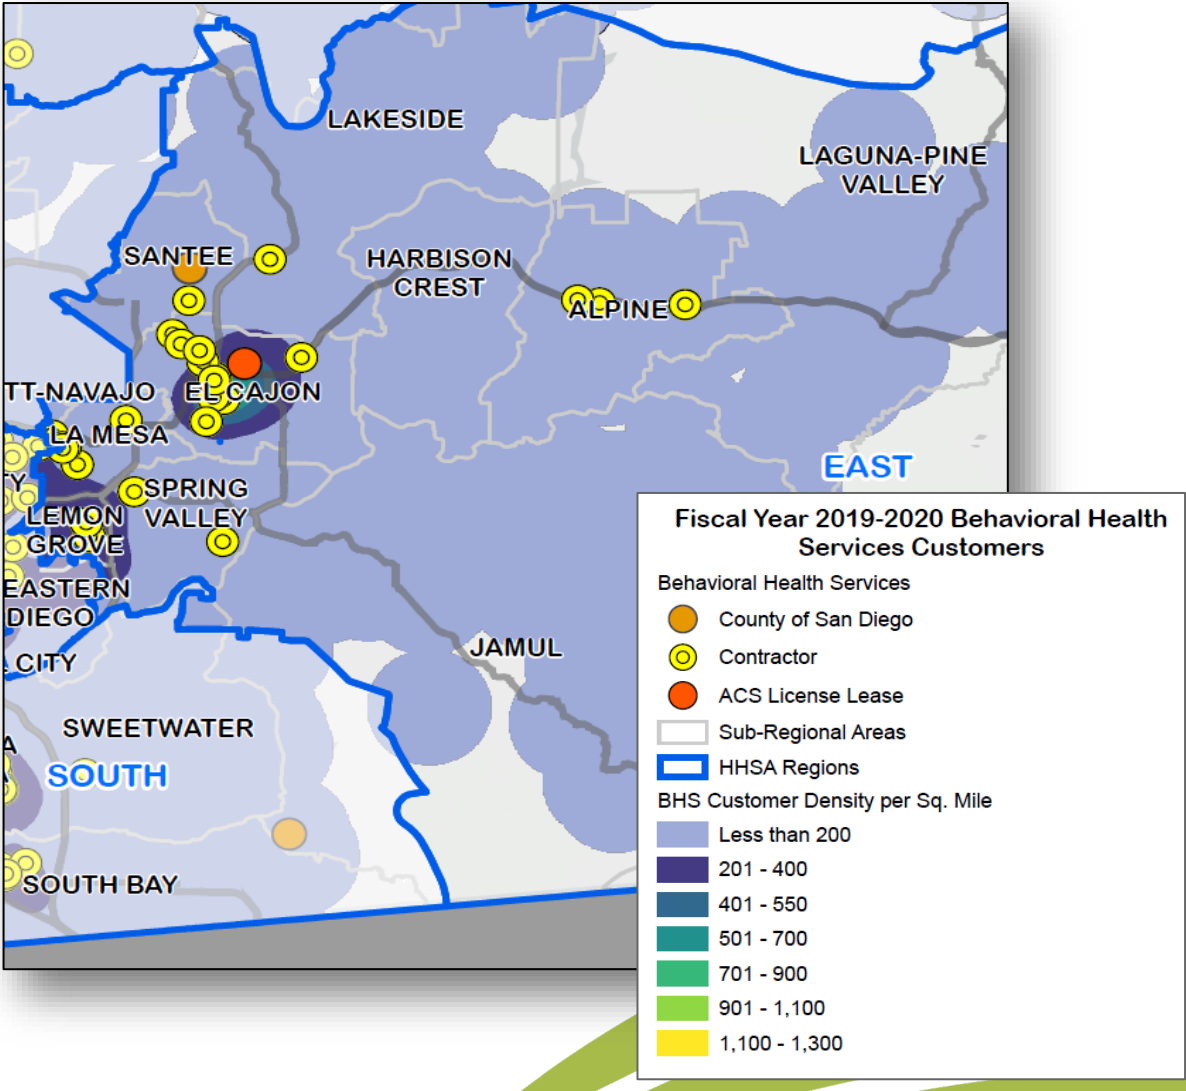 LAKESIDE
LAGUNA-PINE
VALLEY
SANTEE
HARBISON
CREST
ALPINE
TT-NAVAJO
EL CAJON
LA MESA
EAST
TY
SPRING
VALLEY
LEMON
GROVE
EASTERN
DIEGO
CITY
JAMUL
SWEETWATER
A
SOUTH
A
SOUTH BAY
Fiscal Year 2019-2020 Behavioral Health
Services Customers
Behavioral Health Services
County of San Diego
Contractor
ACS License Lease
Sub-Regional Areas
HHSA Regions
BHS Customer Density per Sq. Mile
Less than 200
201 - 400
401 - 550
501 - 700
701 - 900
901 - 1,100
1,100 - 1,300